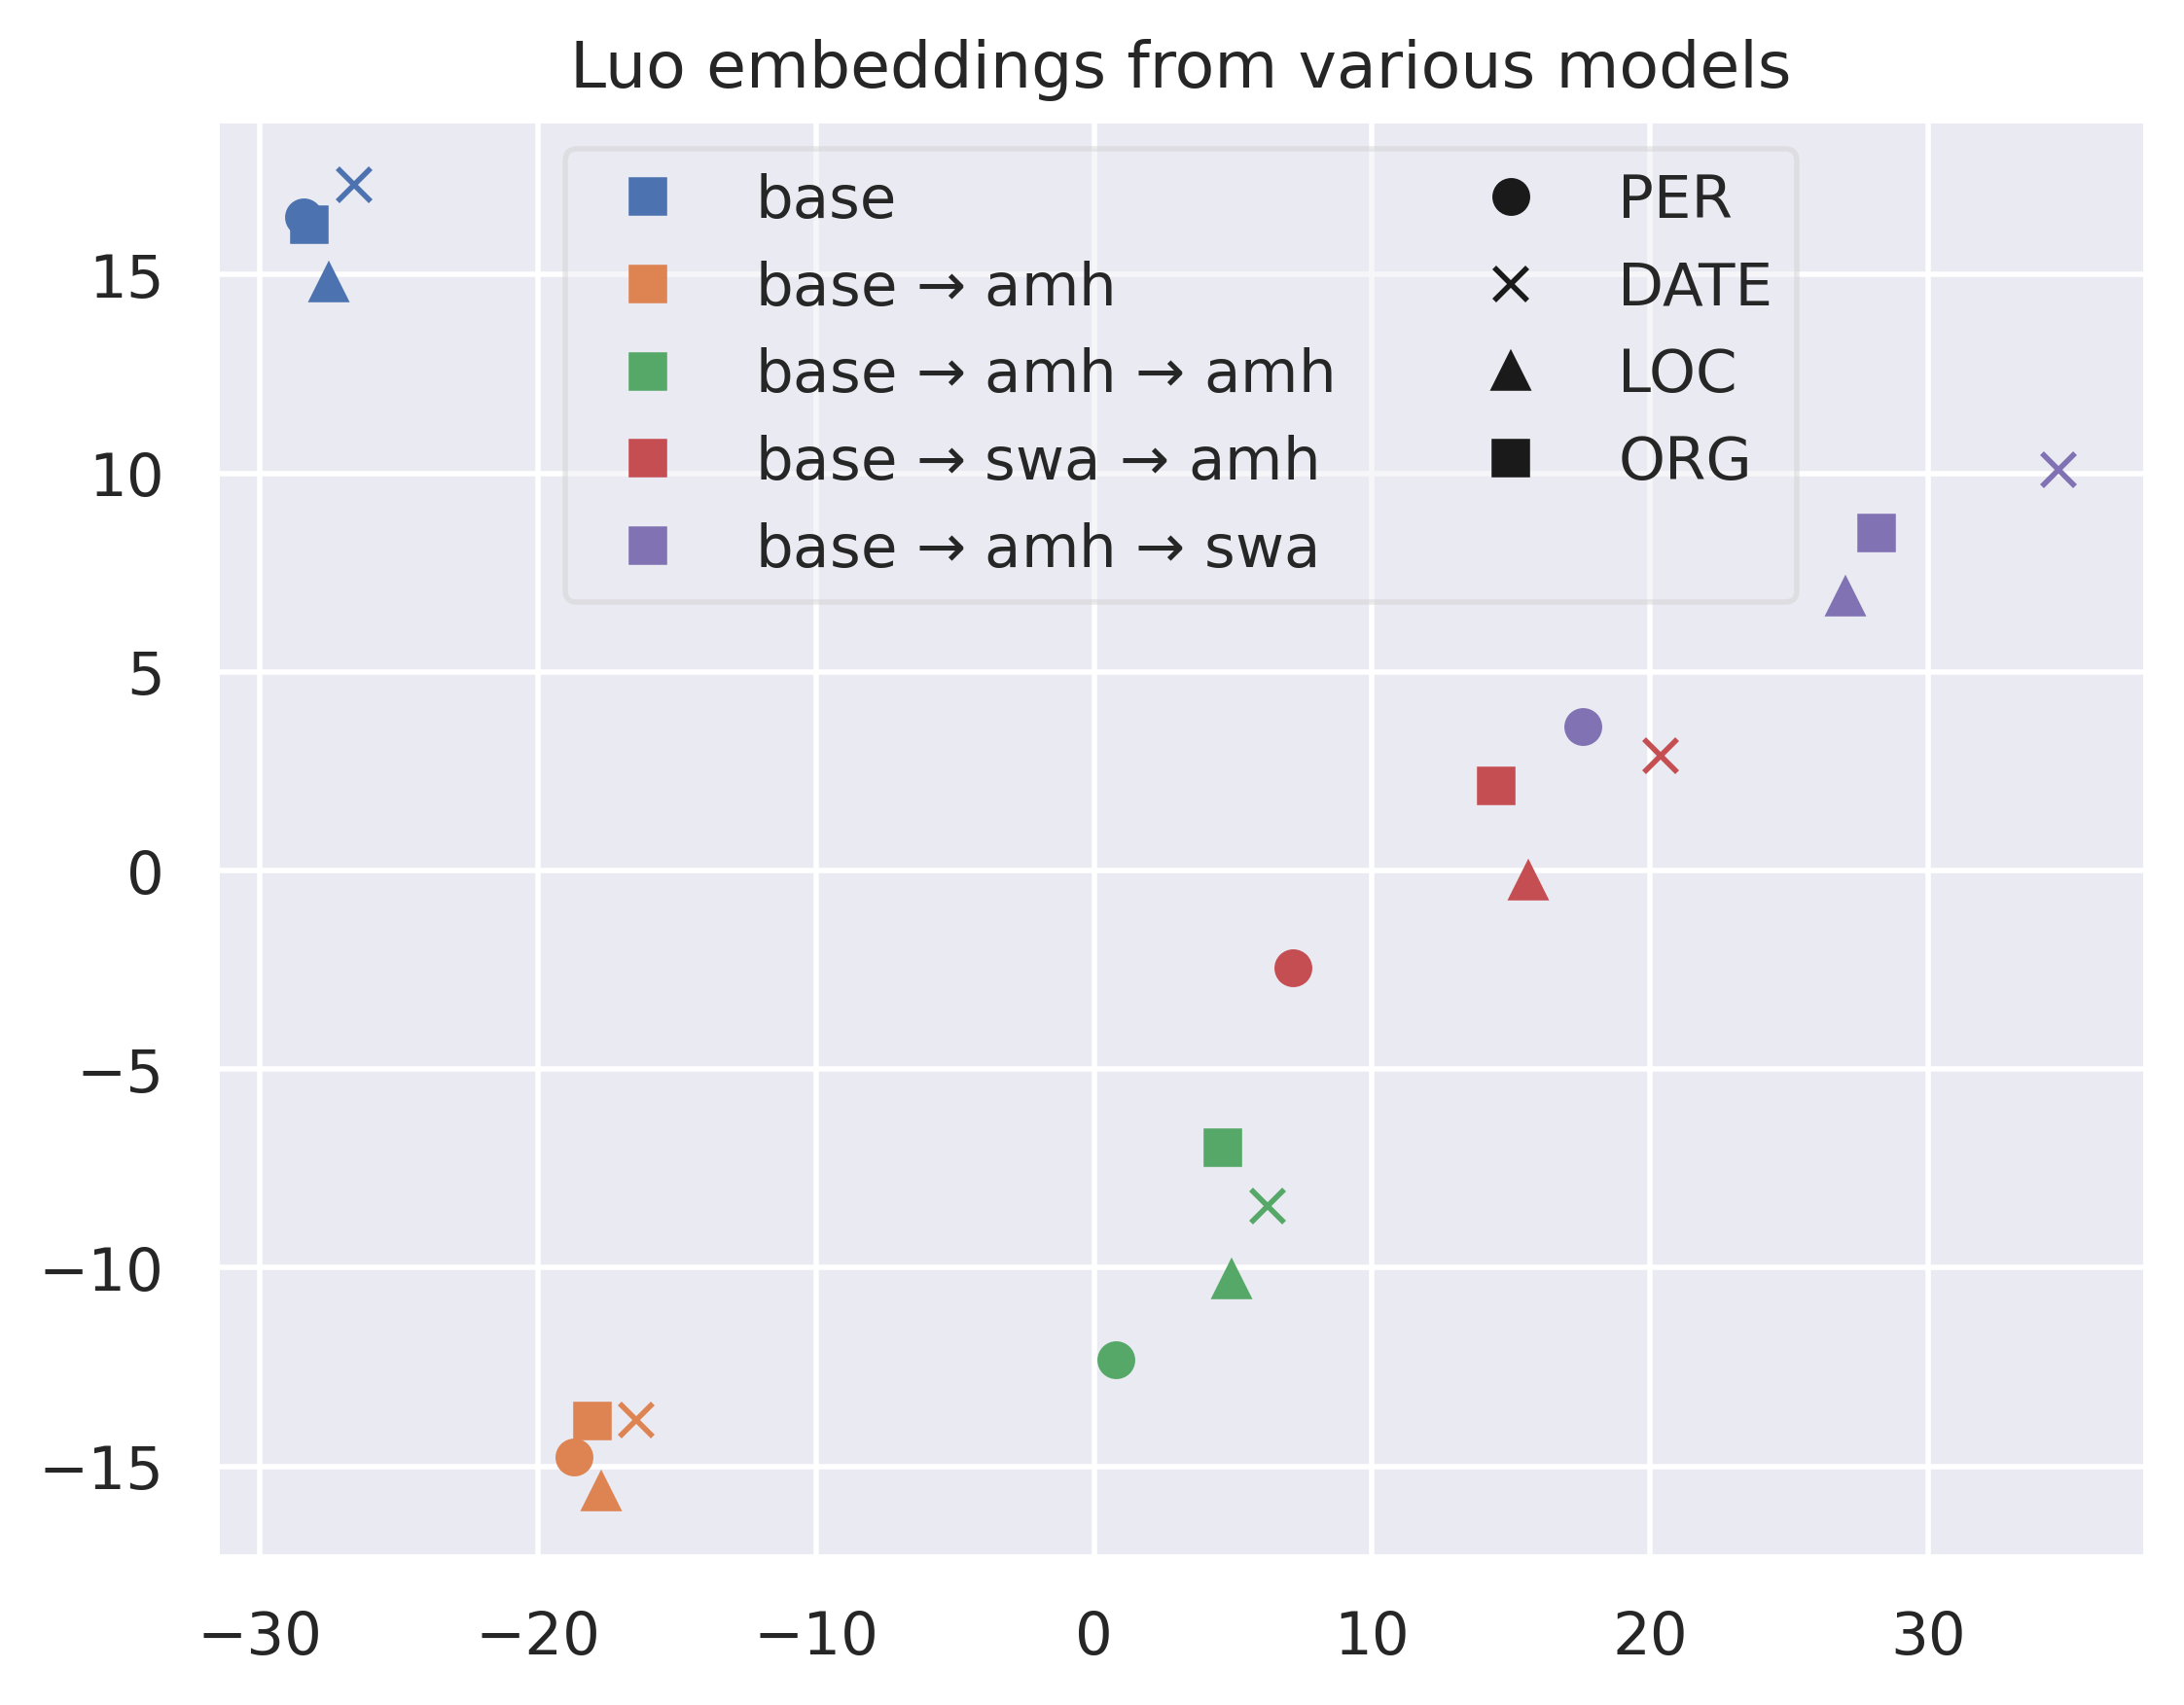 Luo embeddings from various models
base
base → amh
base → amh → amh
base → swa → amh
base → amh → swa
PER
DATE
LOC
ORG
15
10
5
0
−5
−10
−15
−30 −20 −10 0 10 20 30